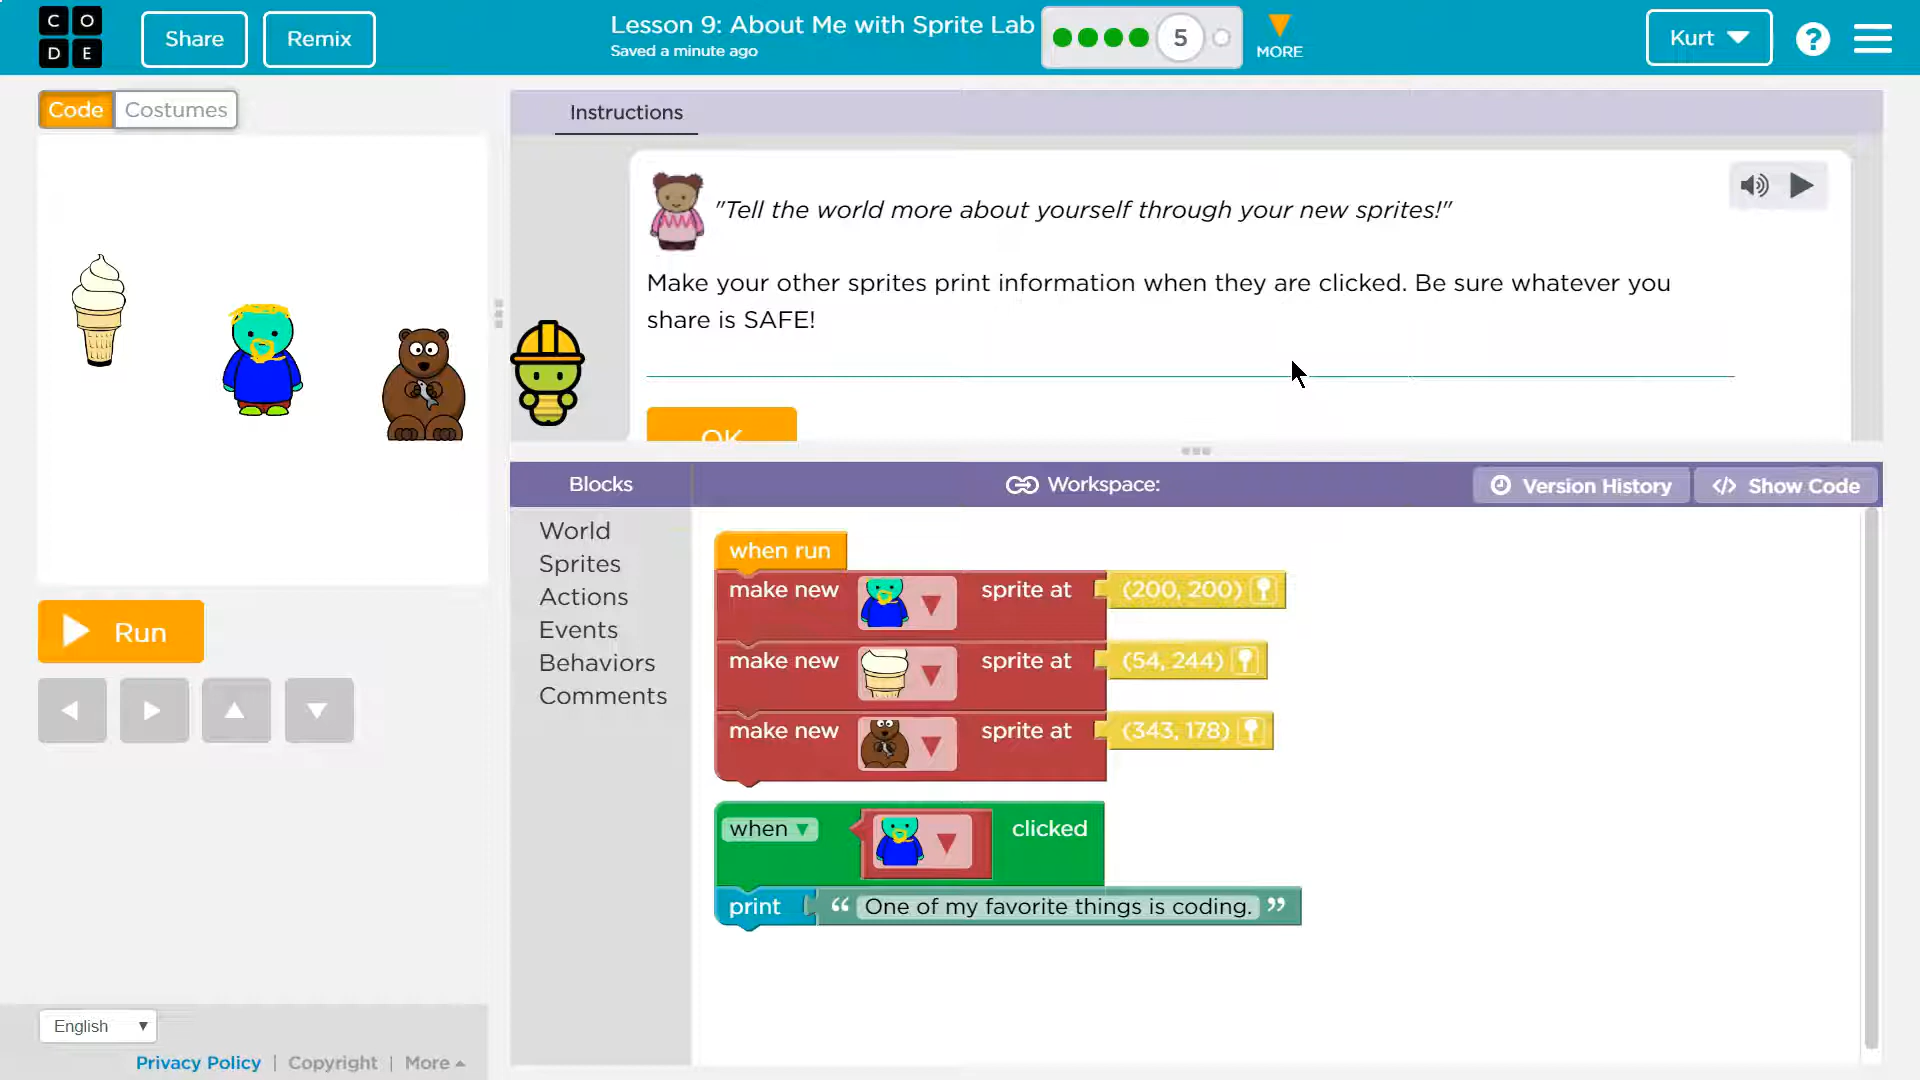 CODE
Share
Remix
Lesson 9: About Me with Sprite Lab
Saved a minute ago
5
MORE
Kurt
?
Code
Costumes
Instructions
"Tell the world more about yourself through your new sprites!"
Make your other sprites print information when they are clicked. Be sure whatever you
share is SAFE!
OK
Blocks
Workspace:
Version History
</> Show Code
World
Sprites
Actions
Events
Behaviors
Comments
when run
make new sprite at (200, 200)
make new sprite at (54, 244)
make new sprite at (343, 178)
when clicked
print “ One of my favorite things is coding. ”
Run
English
Privacy Policy | Copyright | More